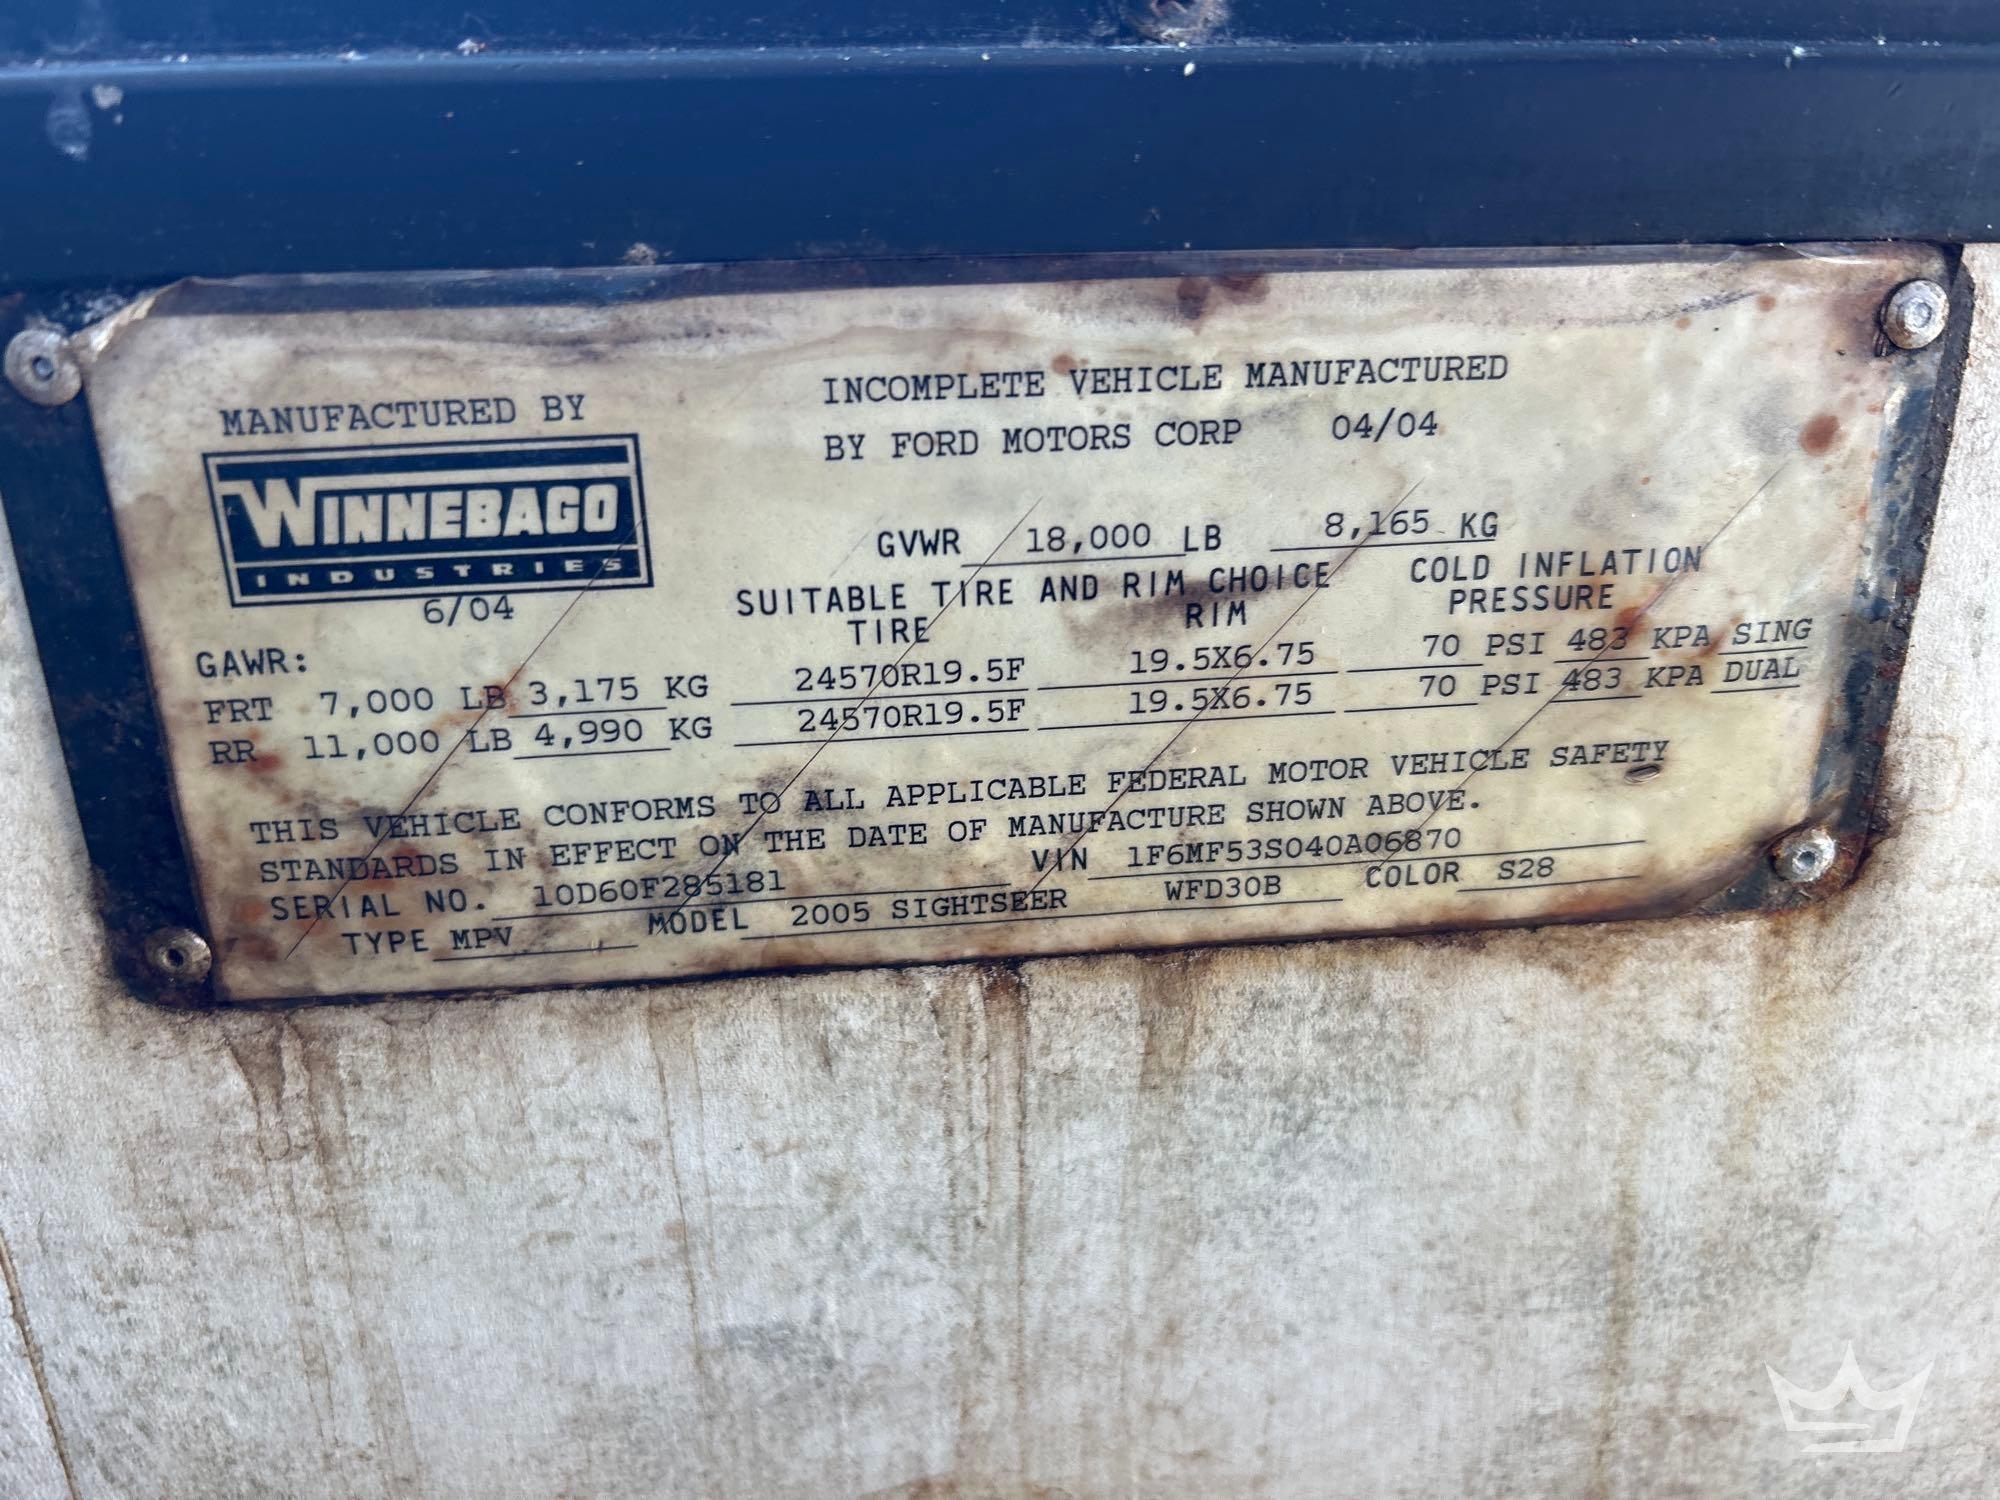 MANUFACTURED BY
WINNEBAGO
INDUSTRIES
6/04
INCOMPLETE VEHICLE MANUFACTURED
BY FORD MOTORS CORP 04/04
GVWR 18,000 LB 8,165 KG
SUITABLE TIRE AND RIM CHOICE
TIRE RIM
COLD INFLATION
PRESSURE
GAWR:
FRT 7,000 LB 3,175 KG 24570R19.5F 19.5X6.75 70 PSI 483 KPA SING
RR 11,000 LB 4,990 KG 24570R19.5F 19.5X6.75 70 PSI 483 KPA DUAL
THIS VEHICLE CONFORMS TO ALL APPLICABLE FEDERAL MOTOR VEHICLE SAFETY
STANDARDS IN EFFECT ON THE DATE OF MANUFACTURE SHOWN ABOVE.
SERIAL NO. 10D60F285181 VIN 1F6MF53S040A06870
TYPE MPV MODEL 2005 SIGHTSEER WFD30B COLOR S28